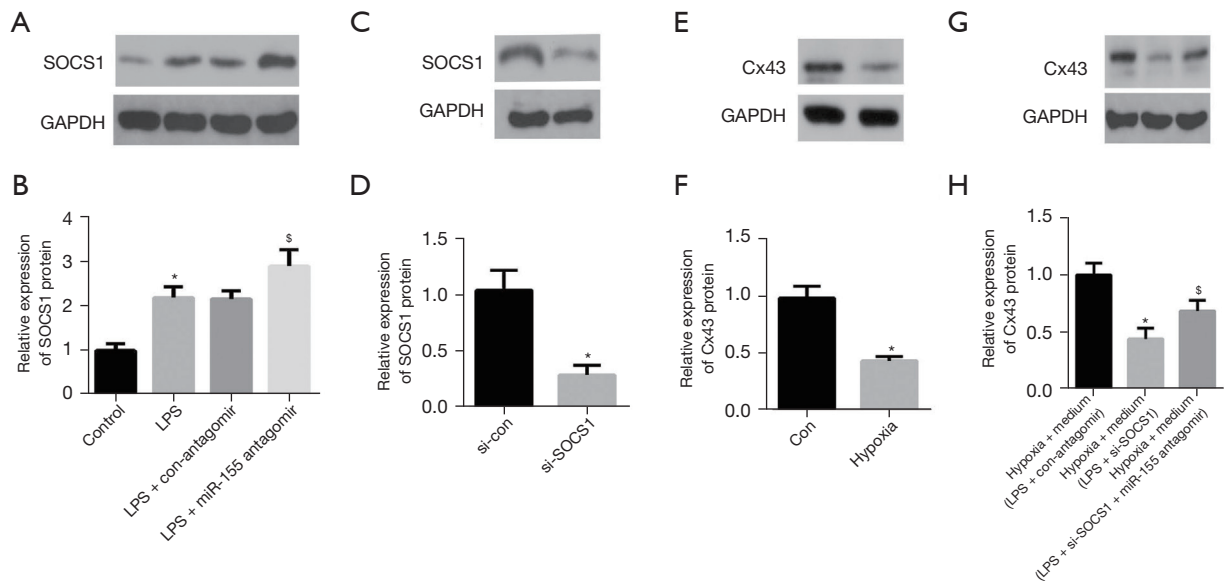 A
SOCS1
GAPDH
C
SOCS1
GAPDH
E
Cx43
GAPDH
G
Cx43
GAPDH
B
Relative expression
of SOCS1 protein
4
3
2
1
0
*
$
Control
LPS
LPS + con-antagomir
LPS + miR-155 antagomir
D
Relative expression
of SOCS1 protein
1.5
1.0
0.5
0.0
*
si-con
si-SOCS1
F
Relative expression
of Cx43 protein
1.5
1.0
0.5
0.0
*
Con
Hypoxia
H
Relative expression
of Cx43 protein
1.5
1.0
0.5
0.0
*
$
Hypoxia + medium
(LPS + con-antagomir)
Hypoxia + medium
(LPS + si-SOCS1)
Hypoxia + medium
(LPS + si-SOCS1 + miR-155 antagomir)